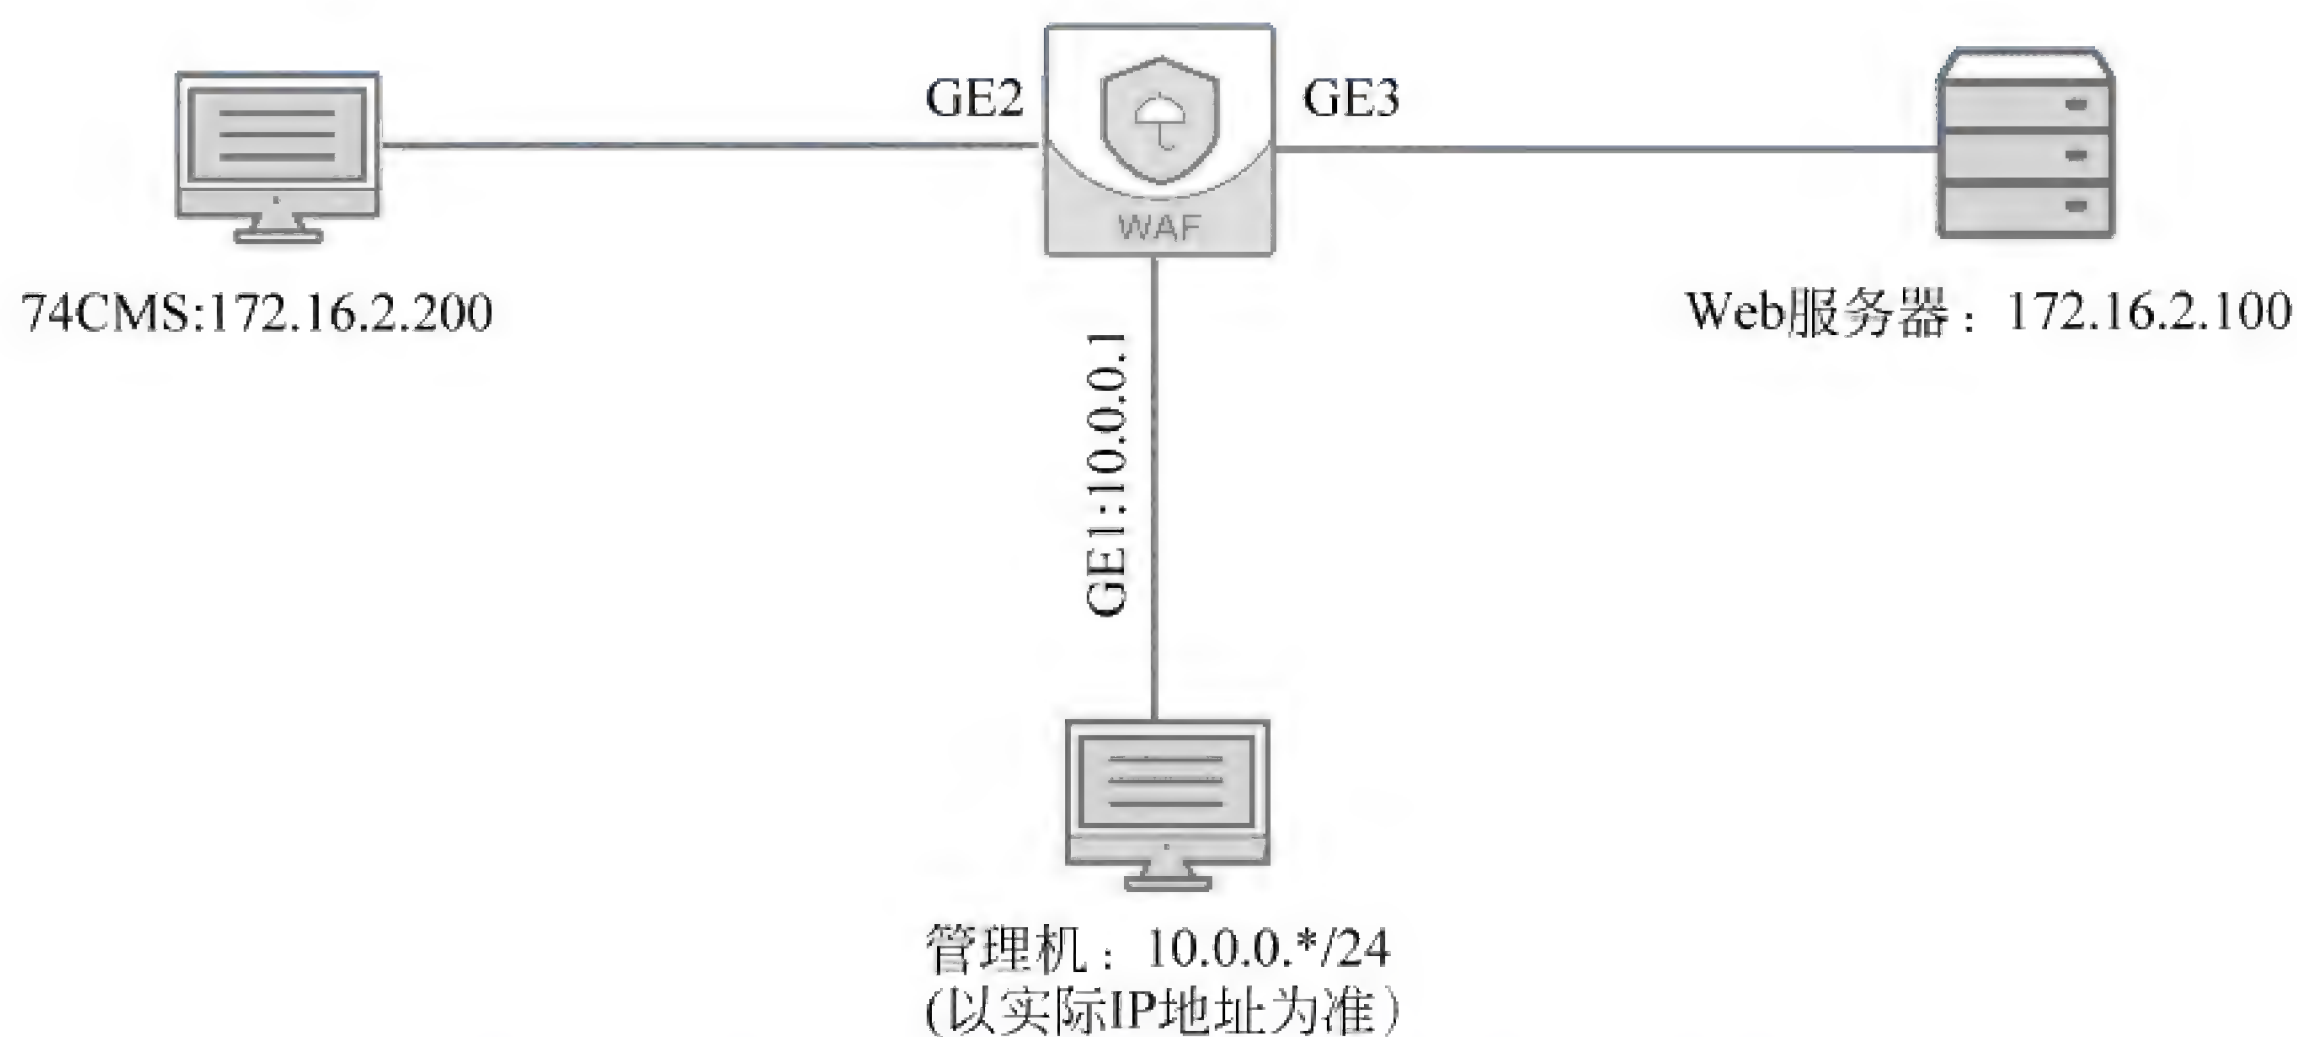 GE2
GE3
WAF
74CMS:172.16.2.200
Web服务器：172.16.2.100
GE1:10.0.0.1
管理机：10.0.0.*/24
(以实际IP地址为准)